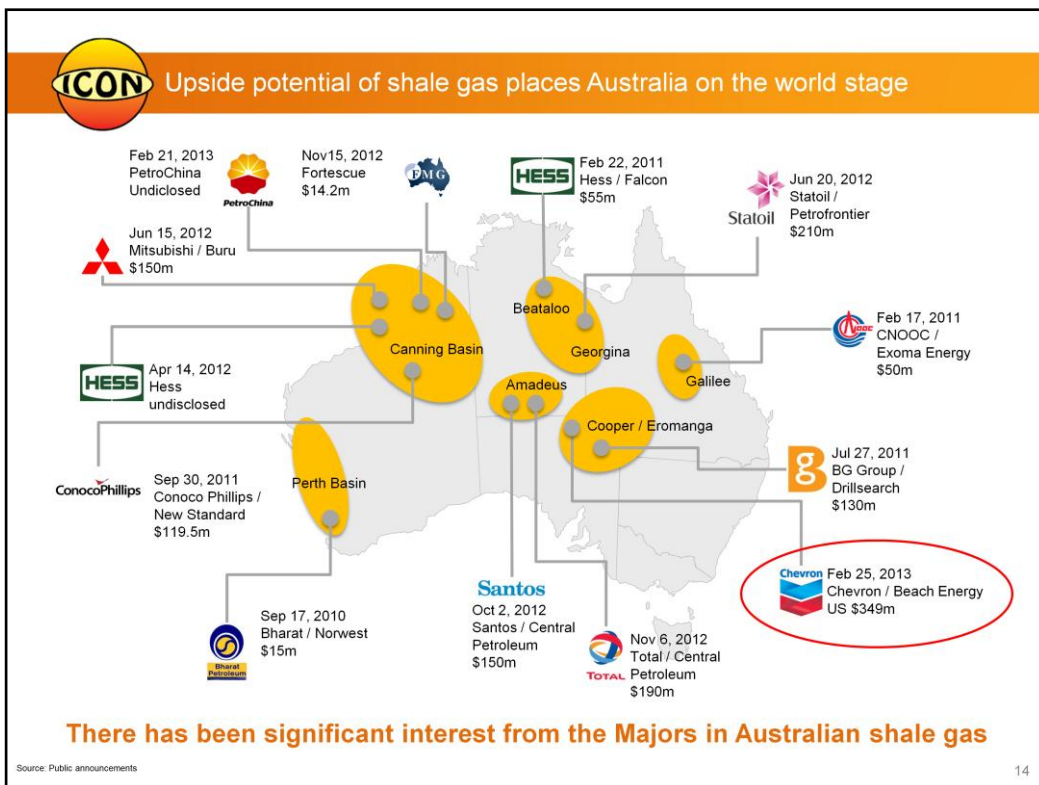 ICON
Upside potential of shale gas places Australia on the world stage
Feb 21, 2013
PetroChina
Undiclosed
PetroChina
Nov15, 2012
Fortescue
$14.2m
FMG
HESS
Feb 22, 2011
Hess / Falcon
$55m
Statoil
Jun 20, 2012
Statoil /
Petrofrontier
$210m
Jun 15, 2012
Mitsubishi / Buru
$150m
Beataloo
Georgina
Canning Basin
CNOOC
Feb 17, 2011
CNOOC /
Exoma Energy
$50m
HESS
Apr 14, 2012
Hess
undisclosed
Galilee
Amadeus
Cooper / Eromanga
ConocoPhillips
Sep 30, 2011
Conoco Phillips /
New Standard
$119.5m
Perth Basin
g
Jul 27, 2011
BG Group /
Drillsearch
$130m
Chevron
Feb 25, 2013
Chevron / Beach Energy
US $349m
Bharat
Petroleum
Sep 17, 2010
Bharat / Norwest
$15m
Santos
Oct 2, 2012
Santos / Central
Petroleum
$150m
TOTAL
Nov 6, 2012
Total / Central
Petroleum
$190m
There has been significant interest from the Majors in Australian shale gas
Source: Public announcements
14